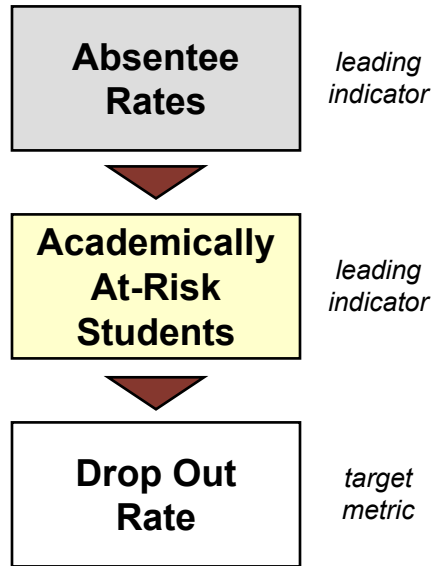 Absentee
Rates
leading
indicator
Academically
At-Risk
Students
leading
indicator
Drop Out
Rate
target
metric